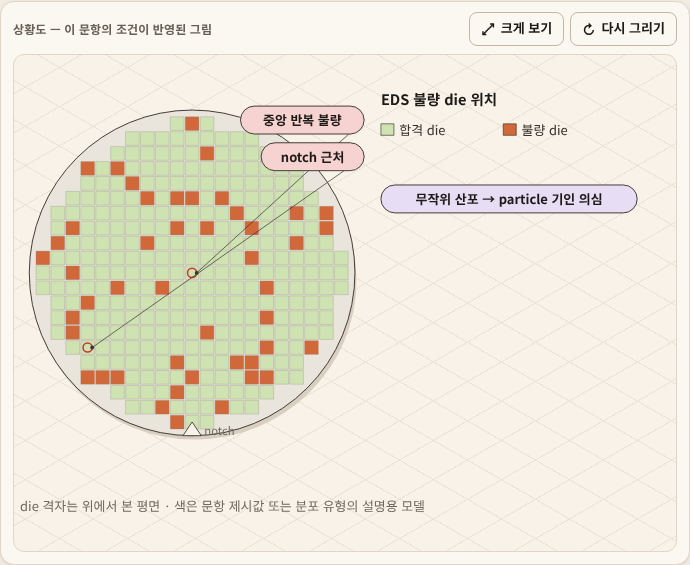 상황도 — 이 문항의 조건이 반영된 그림
크게 보기
다시 그리기
중앙 반복 불량
notch 근처
EDS 불량 die 위치
합격 die
불량 die
무작위 산포 → particle 기인 의심
notch
die 격자는 위에서 본 평면 · 색은 문항 제시값 또는 분포 유형의 설명용 모델